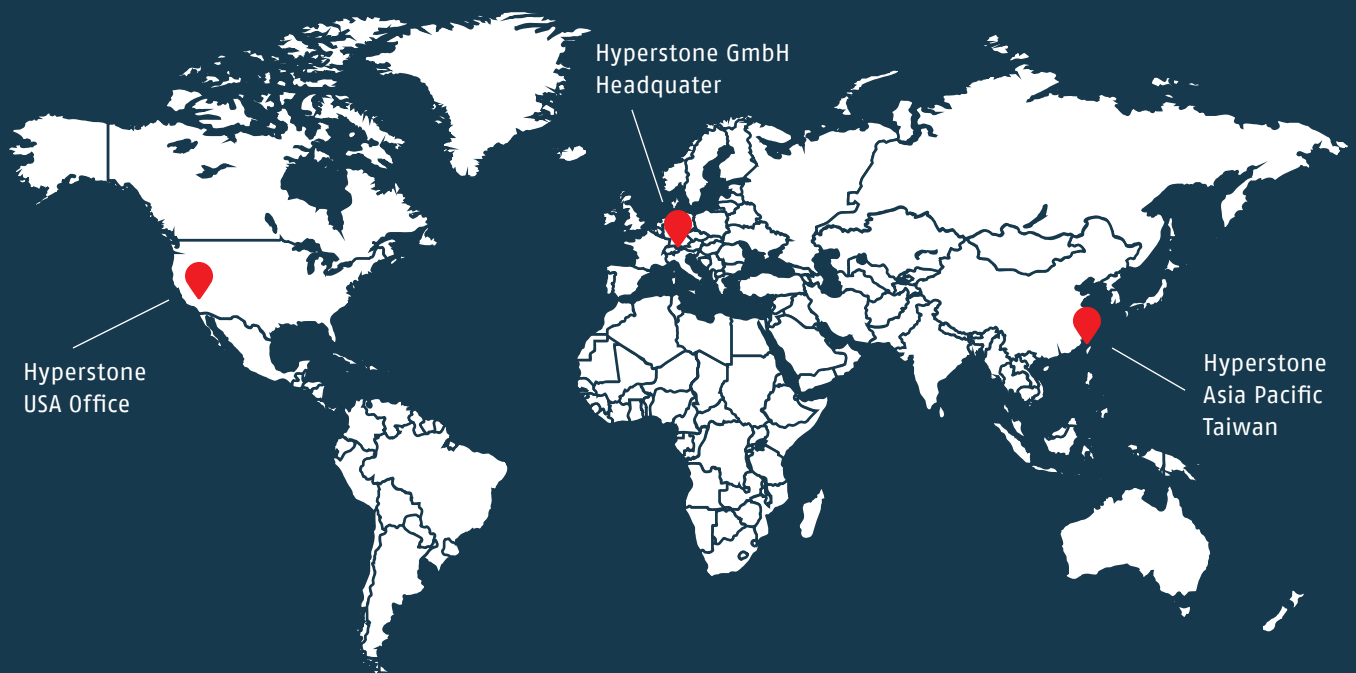 Hyperstone GmbH
Headquater
Hyperstone
USA Office
Hyperstone
Asia Pacific
Taiwan